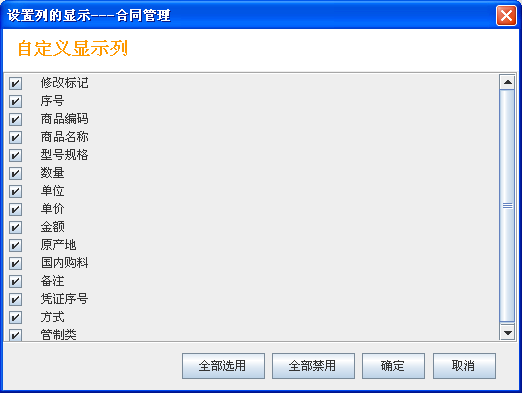 设置列的显示---合同管理
自定义显示列
修改标记
序号
商品编码
商品名称
型号规格
数量
单位
单价
金额
原产地
国内购料
备注
凭证序号
方式
管制类
全部选用 全部禁用 确定 取消